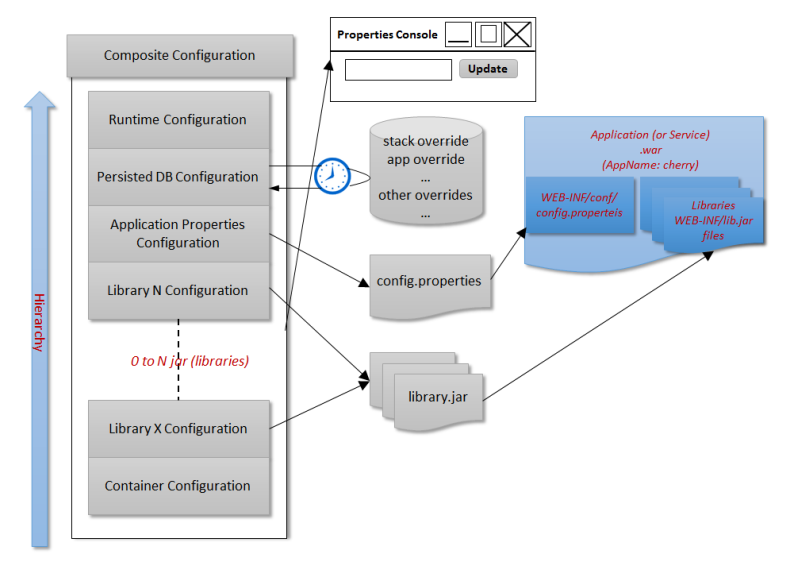 Properties Console
Update
Composite Configuration
Runtime Configuration
Persisted DB Configuration
Application Properties
Configuration
Library N Configuration
0 to N jar (libraries)
Library X Configuration
Container Configuration
Hierarchy
stack override
app override
...
other overrides
...
config.properties
library.jar
Application (or Service)
.war
(AppName: cherry)
WEB-INF/conf/
config.properteis
Libraries
WEB-INF/lib.jar
files